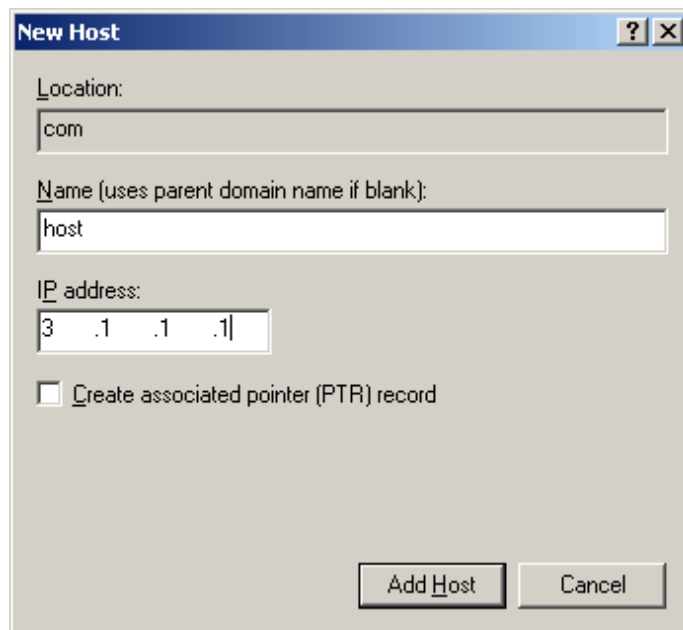 New Host
Location:
com
Name (uses parent domain name if blank):
host
IP address:
3 .1 .1 .1
Create associated pointer (PTR) record
Add Host Cancel